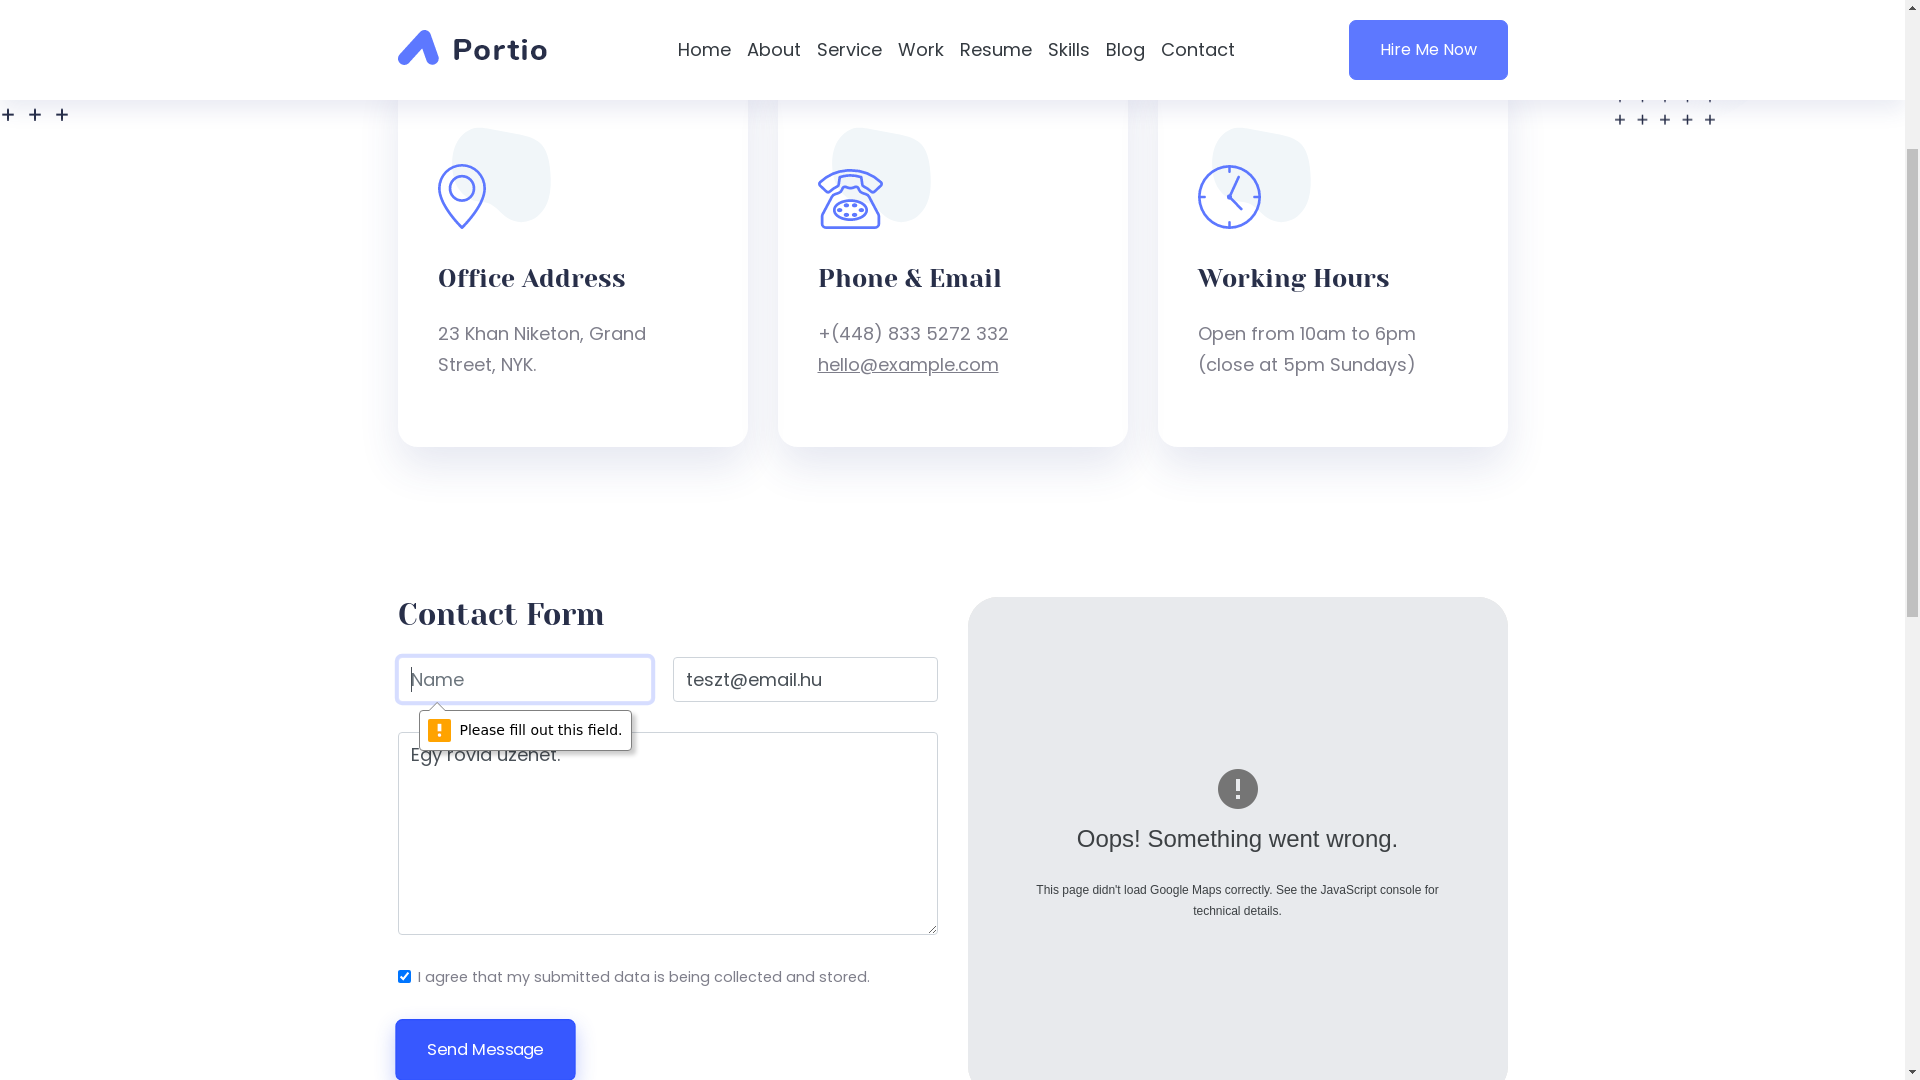 Portio
Home About Service Work Resume Skills Blog Contact
Hire Me Now
Office Address
23 Khan Niketon, Grand
Street, NYK.
Phone & Email
+(448) 833 5272 332
hello@example.com
Working Hours
Open from 10am to 6pm
(close at 5pm Sundays)
Contact Form
Name
teszt@email.hu
Please fill out this field.
Egy rövid üzenet.
I agree that my submitted data is being collected and stored.
Send Message
Oops! Something went wrong.
This page didn't load Google Maps correctly. See the JavaScript console for
technical details.